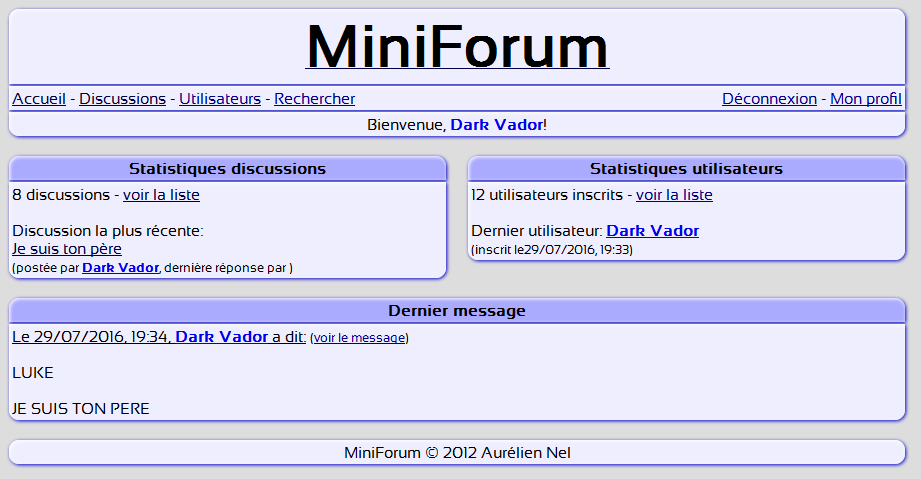 MiniForum
Accueil - Discussions - Utilisateurs - Rechercher
Déconnexion - Mon profil
Bienvenue, Dark Vador!
Statistiques discussions
8 discussions - voir la liste
Discussion la plus récente:
Je suis ton père
(postée par Dark Vador, dernière réponse par )
Statistiques utilisateurs
12 utilisateurs inscrits - voir la liste
Dernier utilisateur: Dark Vador
(inscrit le29/07/2016, 19:33)
Dernier message
Le 29/07/2016, 19:34, Dark Vador a dit: (voir le message)
LUKE
JE SUIS TON PERE
MiniForum © 2012 Aurélien Nel